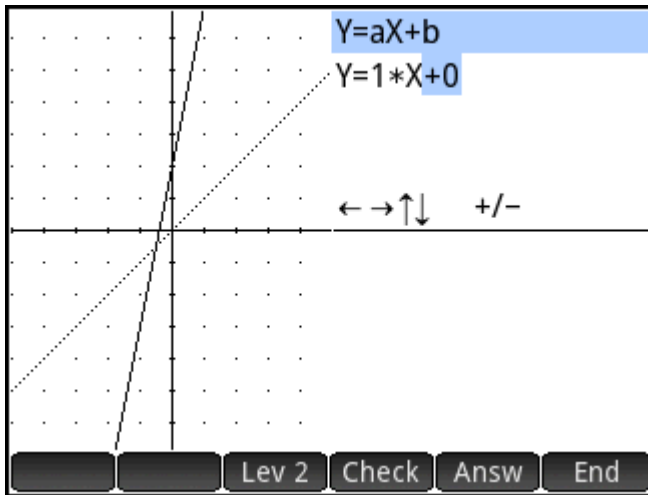 Y=aX+b
Y=1*X+0
←→↑↓ +/-
Lev 2 Check Answ End